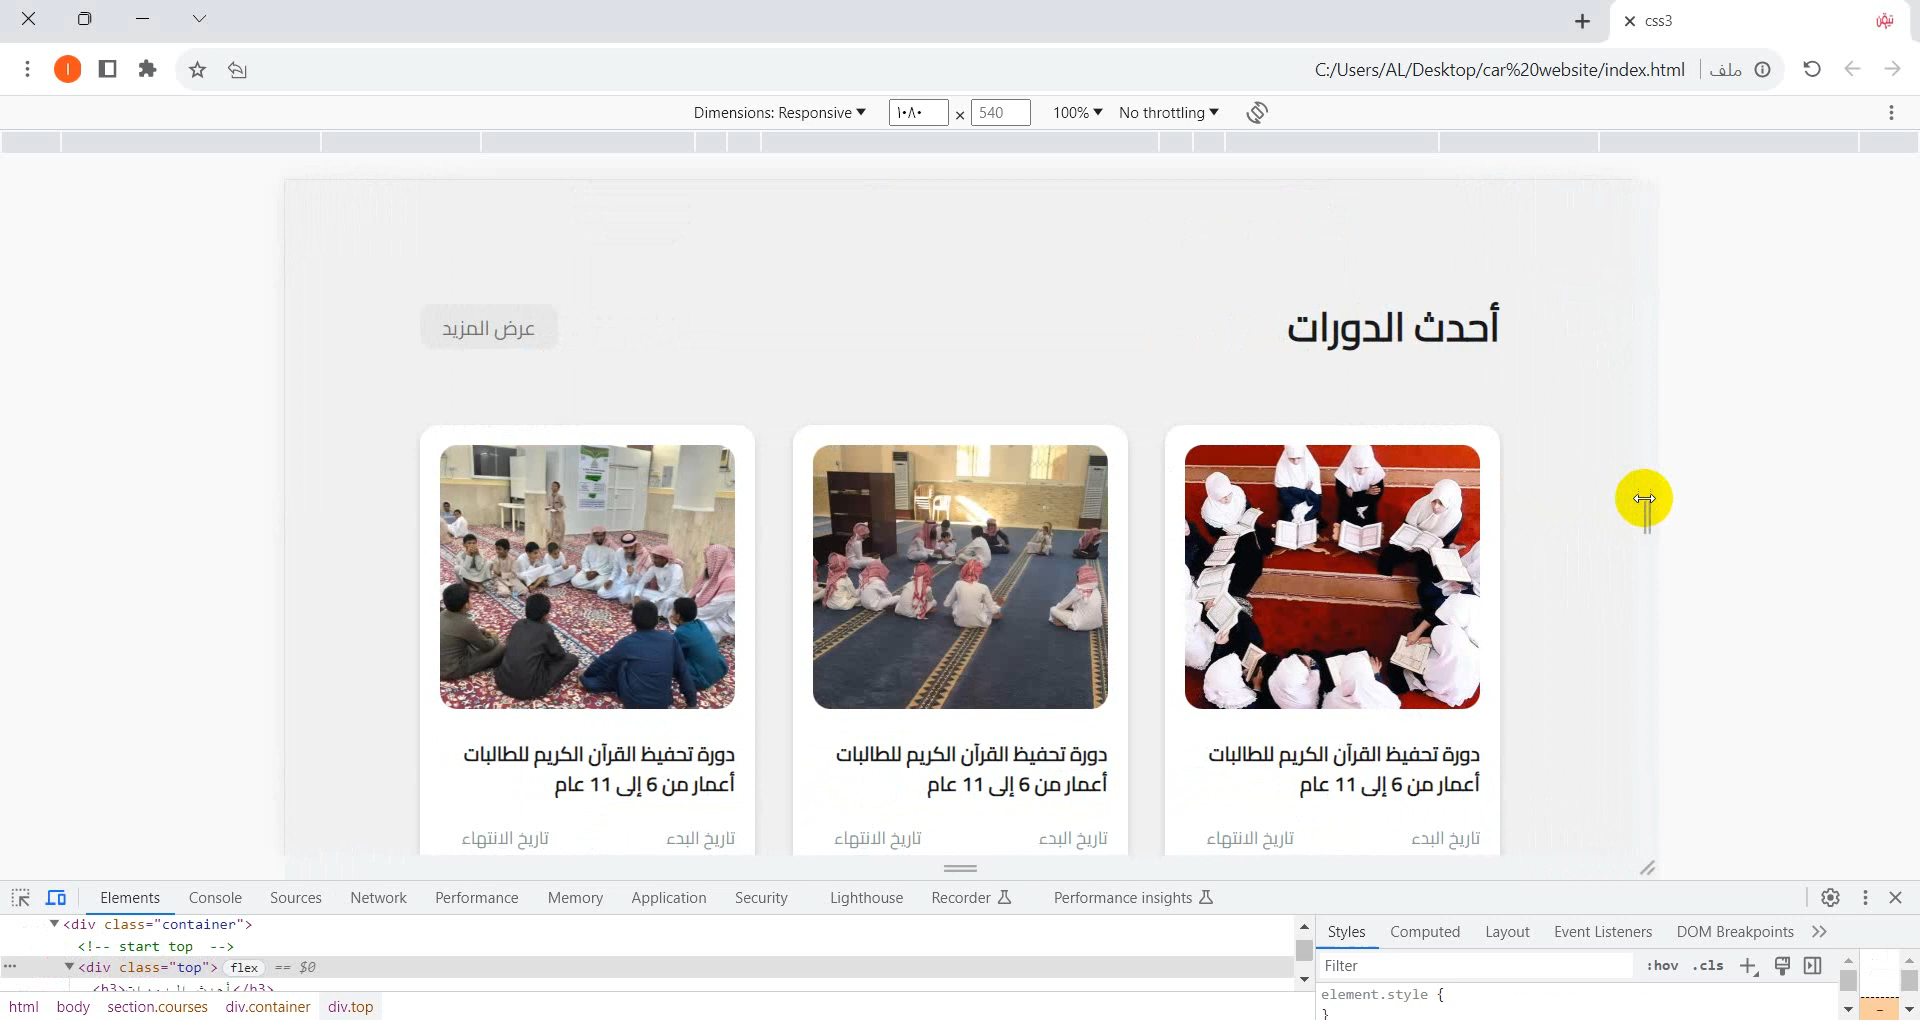 css3
تيقّن
C:/Users/AL/Desktop/car%20website/index.html
ملف
Dimensions: Responsive
١٠٨٠ × 540
100%
No throttling
أحدث الدورات
عرض المزيد
دورة تحفيظ القرآن الكريم للطالبات
أعمار من 6 إلى 11 عام
تاريخ البدء
تاريخ الانتهاء
دورة تحفيظ القرآن الكريم للطالبات
أعمار من 6 إلى 11 عام
تاريخ البدء
تاريخ الانتهاء
دورة تحفيظ القرآن الكريم للطالبات
أعمار من 6 إلى 11 عام
تاريخ البدء
تاريخ الانتهاء
Elements Console Sources Network Performance Memory Application Security Lighthouse Recorder Performance insights
<div class="container">
<!-- start top -->
<div class="top"> flex == $0
html body section.courses div.container div.top
Styles Computed Layout Event Listeners DOM Breakpoints
Filter :hov .cls
element.style {
}